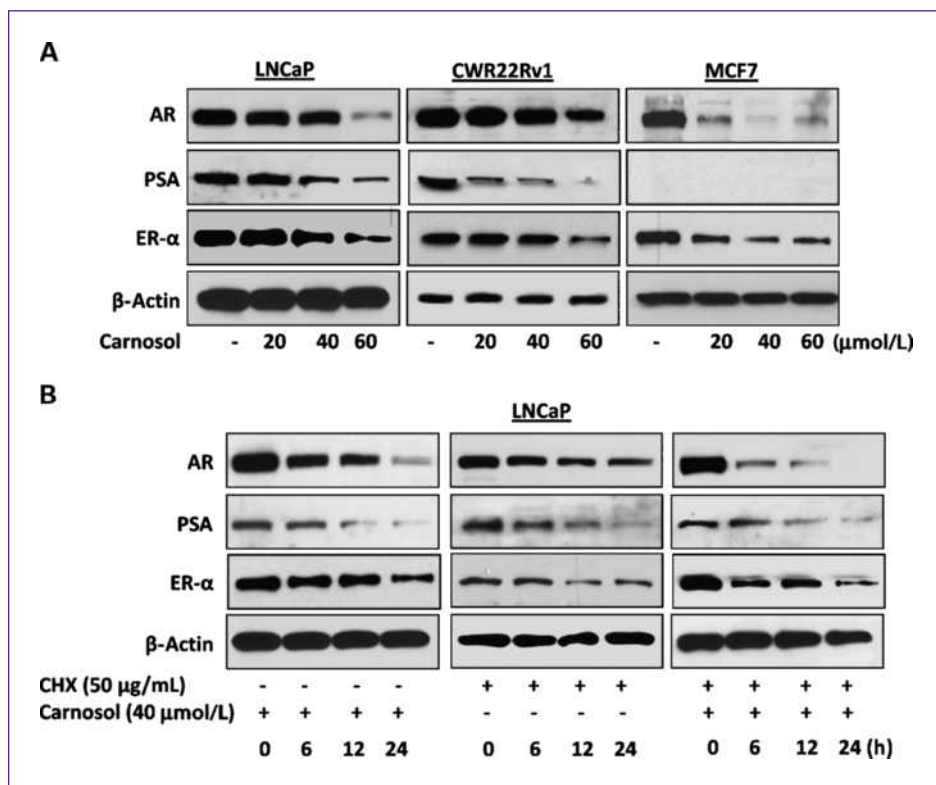 A
LNCaP CWR22Rv1 MCF7
AR
PSA
ER-α
β-Actin
Carnosol - 20 40 60 - 20 40 60 - 20 40 60 (μmol/L)
B
LNCaP
AR
PSA
ER-α
β-Actin
CHX (50 μg/mL) - - - - + + + + + + + +
Carnosol (40 μmol/L) + + + + - - - - + + + +
0 6 12 24 0 6 12 24 0 6 12 24 (h)